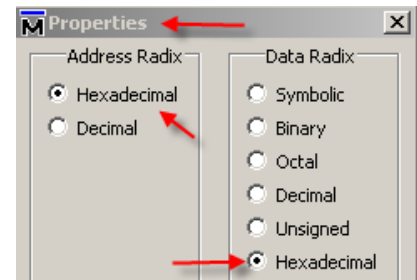 Properties
Address Radix
Hexadecimal
Decimal
Data Radix
Symbolic
Binary
Octal
Decimal
Unsigned
Hexadecimal